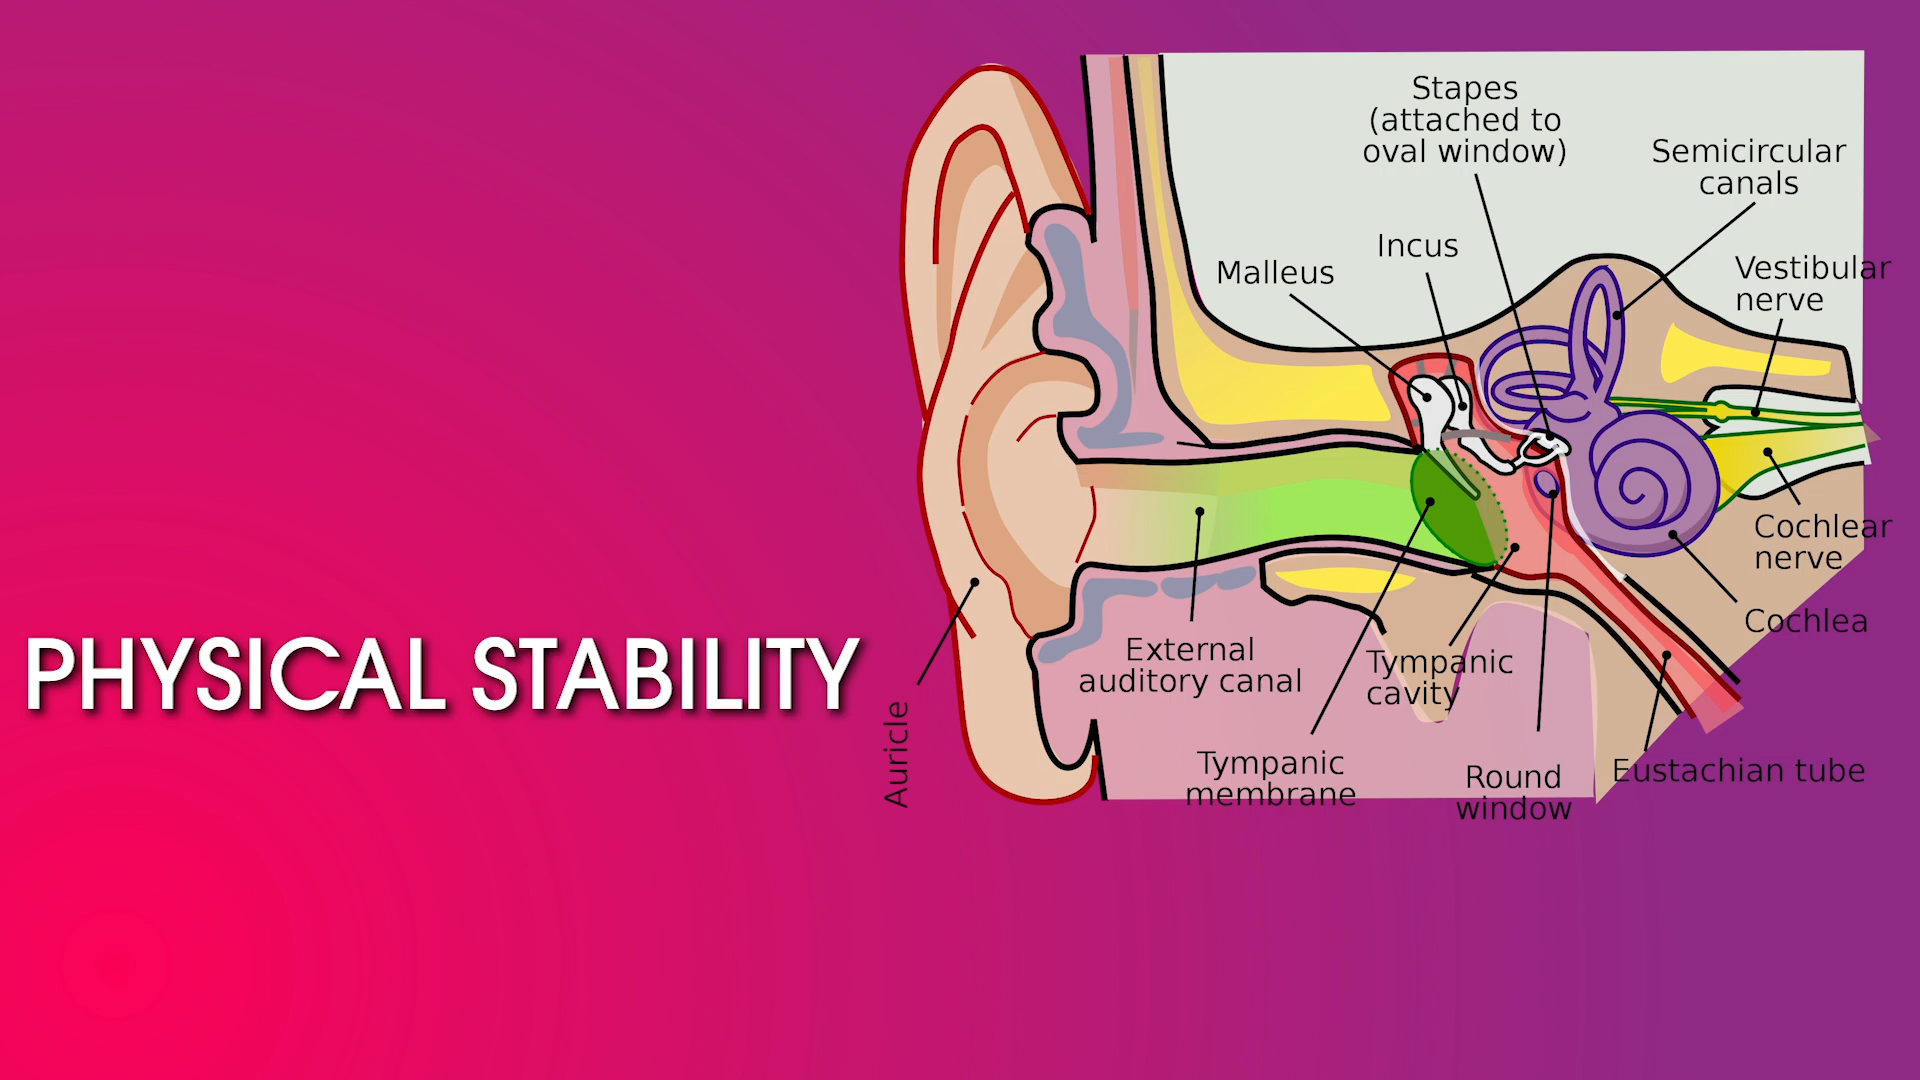 PHYSICAL STABILITY
Stapes
(attached to
oval window)
Semicircular
canals
Incus
Malleus
Vestibular
nerve
Cochlear
nerve
Cochlea
External
auditory canal
Tympanic
cavity
Auricle
Tympanic
membrane
Round
window
Eustachian tube